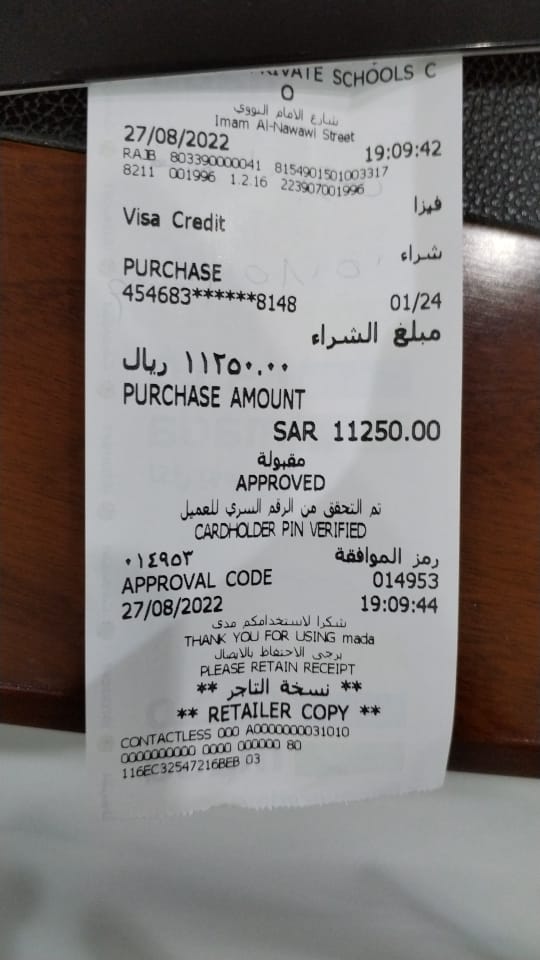 SCHOOLS C
O
شارع الامام النووي
Imam Al-Nawawi Street
27/08/2022 19:09:42
RAJB 803390000041 8154901501003317
8211 001996 1.2.16 223907001996
فيزا
Visa Credit
شراء
PURCHASE
454683******8148 01/24
مبلغ الشراء
١١٢٥٠.٠٠ ريال
PURCHASE AMOUNT
SAR 11250.00
مقبولة
APPROVED
تم التحقق من الرقم السري للعميل
CARDHOLDER PIN VERIFIED
رمز الموافقة ٠١٤٩٥٣
APPROVAL CODE 014953
27/08/2022 19:09:44
شكرا لاستخدامكم مدى
THANK YOU FOR USING mada
يرجى الاحتفاظ بالايصال
PLEASE RETAIN RECEIPT
** نسخة التاجر **
** RETAILER COPY **
CONTACTLESS 000 A0000000031010
0000000000 0000 000000 80
116EC32547216BEB 03